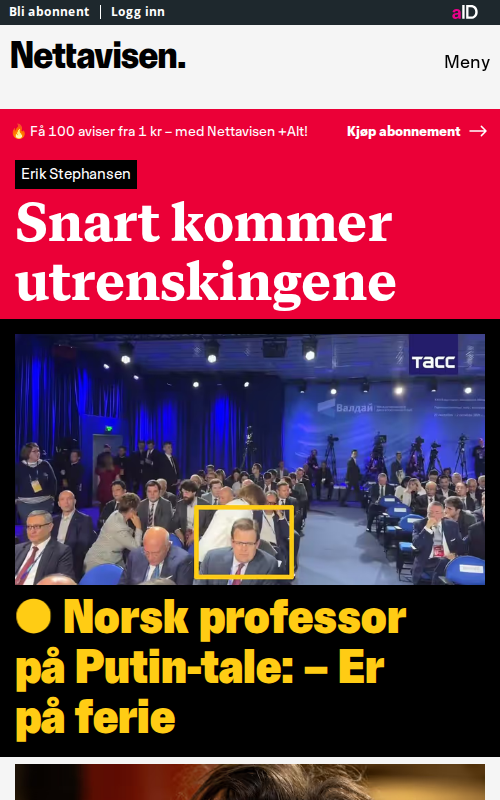 Bli abonnent
Logg inn
aID
Nettavisen.
Meny
🔥 Få 100 aviser fra 1 kr – med Nettavisen +Alt!
Kjøp abonnement →
Erik Stephansen
Snart kommer
utrenskingene
ТАСС
Валдай
Norsk professor
på Putin-tale: – Er
på ferie